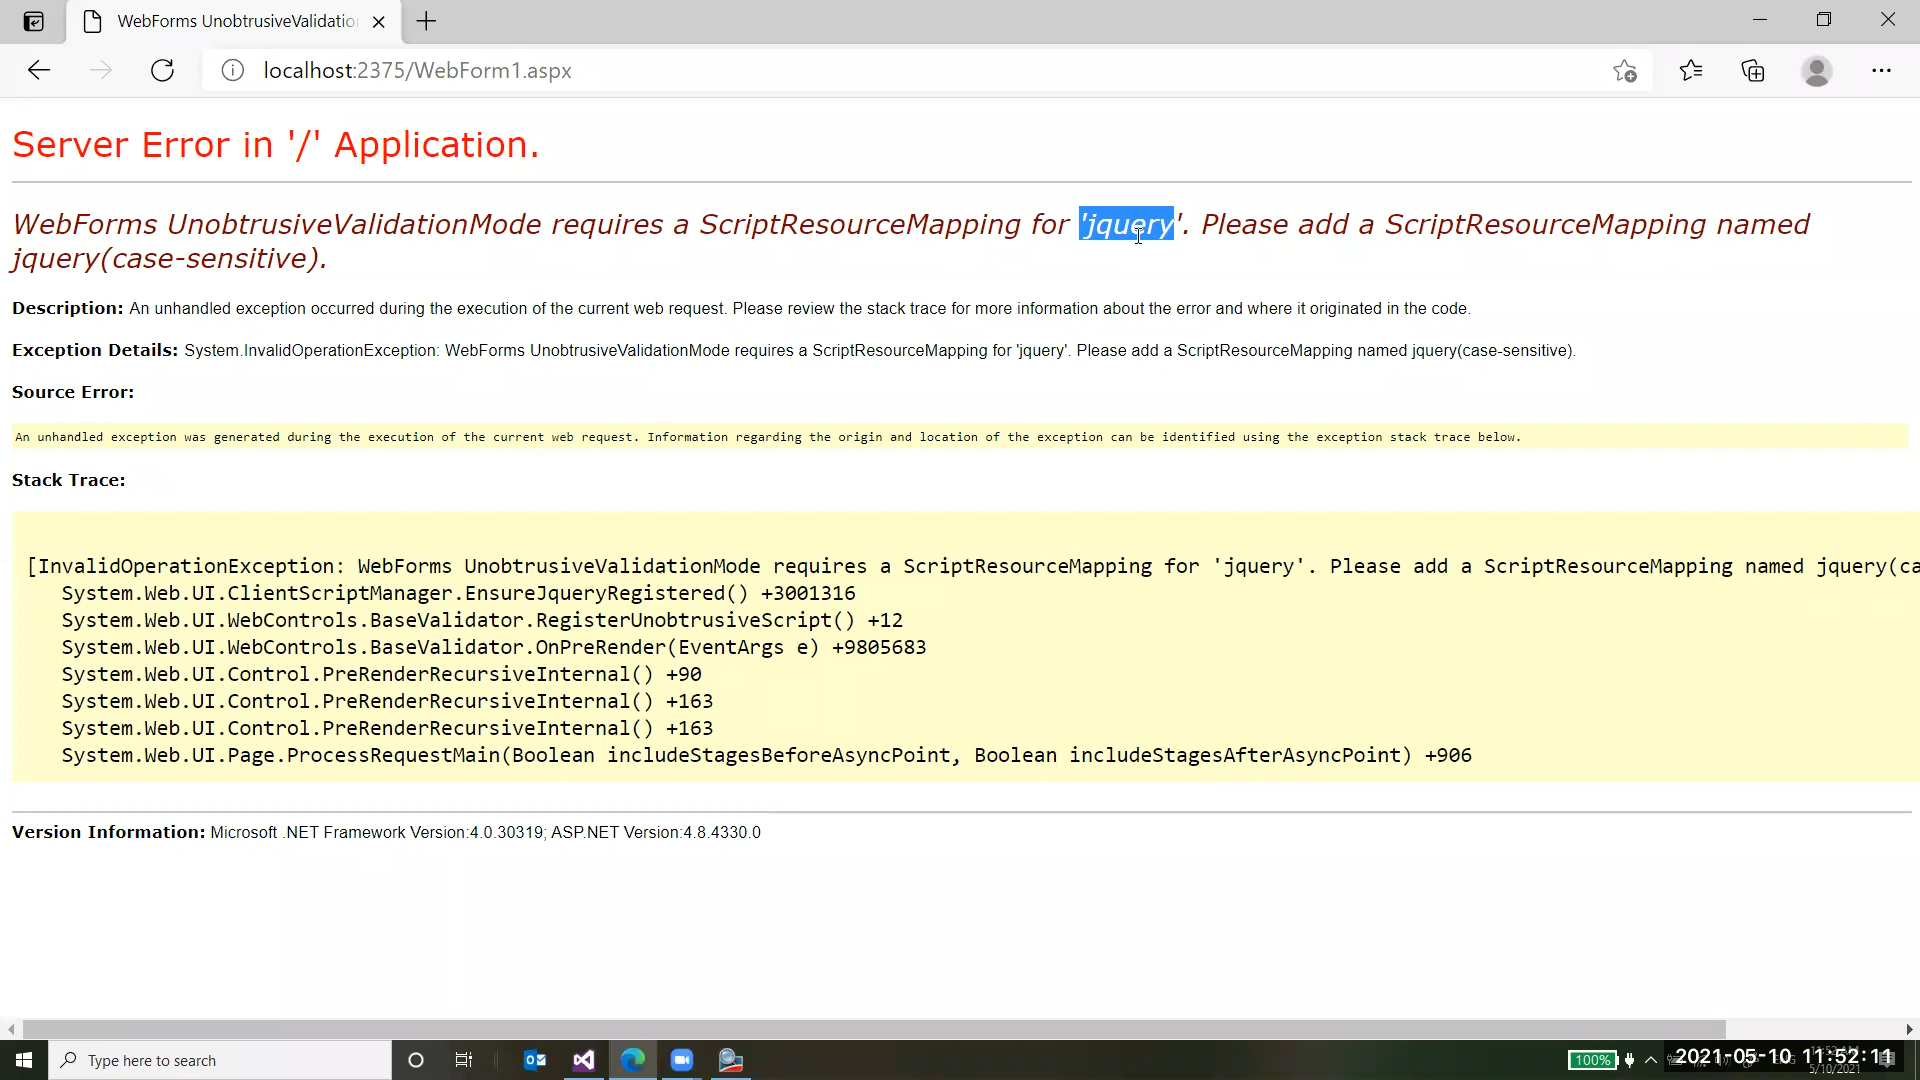 WebForms UnobtrusiveValidatio
localhost:2375/WebForm1.aspx
Server Error in '/' Application.
WebForms UnobtrusiveValidationMode requires a ScriptResourceMapping for 'jquery'. Please add a ScriptResourceMapping named
jquery(case-sensitive).
Description: An unhandled exception occurred during the execution of the current web request. Please review the stack trace for more information about the error and where it originated in the code.
Exception Details: System.InvalidOperationException: WebForms UnobtrusiveValidationMode requires a ScriptResourceMapping for 'jquery'. Please add a ScriptResourceMapping named jquery(case-sensitive).
Source Error:
An unhandled exception was generated during the execution of the current web request. Information regarding the origin and location of the exception can be identified using the exception stack trace below.
Stack Trace:
[InvalidOperationException: WebForms UnobtrusiveValidationMode requires a ScriptResourceMapping for 'jquery'. Please add a ScriptResourceMapping named jquery(ca
System.Web.UI.ClientScriptManager.EnsureJqueryRegistered() +3001316
System.Web.UI.WebControls.BaseValidator.RegisterUnobtrusiveScript() +12
System.Web.UI.WebControls.BaseValidator.OnPreRender(EventArgs e) +9805683
System.Web.UI.Control.PreRenderRecursiveInternal() +90
System.Web.UI.Control.PreRenderRecursiveInternal() +163
System.Web.UI.Control.PreRenderRecursiveInternal() +163
System.Web.UI.Page.ProcessRequestMain(Boolean includeStagesBeforeAsyncPoint, Boolean includeStagesAfterAsyncPoint) +906
Version Information: Microsoft .NET Framework Version:4.0.30319; ASP.NET Version:4.8.4330.0
Type here to search
100%
2021-05-10 11:52:11
5/10/2021